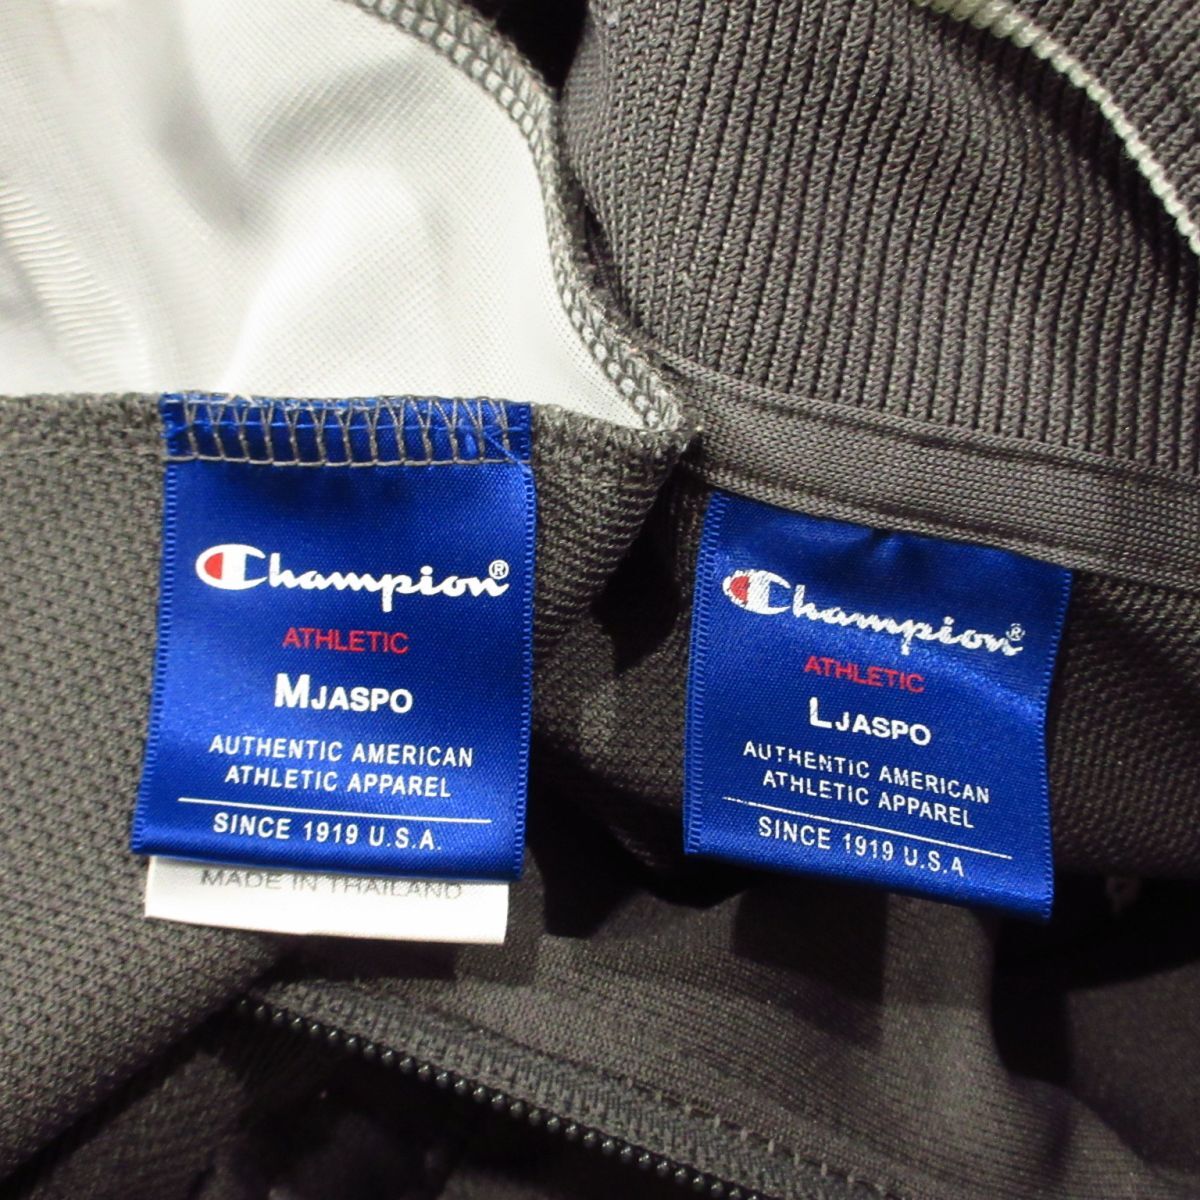 Champion®
ATHLETIC
MJASPO
AUTHENTIC AMERICAN
ATHLETIC APPAREL
SINCE 1919 U.S.A.
MADE IN THAILAND
Champion®
ATHLETIC
LJASPO
AUTHENTIC AMERICAN
ATHLETIC APPAREL
SINCE 1919 U.S.A